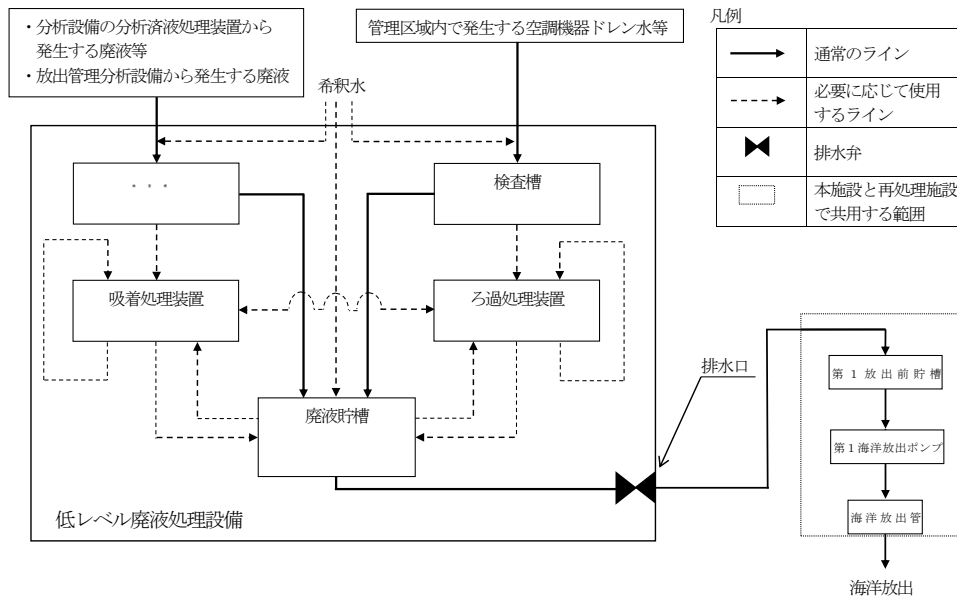 ・分析設備の分析済液処理装置から
発生する廃液等
・放出管理分析設備から発生する廃液
管理区域内で発生する空調機器ドレン水等
希釈水
凡例
通常のライン
必要に応じて使用
するライン
排水弁
本施設と再処理施設
で共用する範囲
・・・
検査槽
吸着処理装置
ろ過処理装置
廃液貯槽
低レベル廃液処理設備
排水口
第1放出前貯槽
第1海洋放出ポンプ
海洋放出管
海洋放出